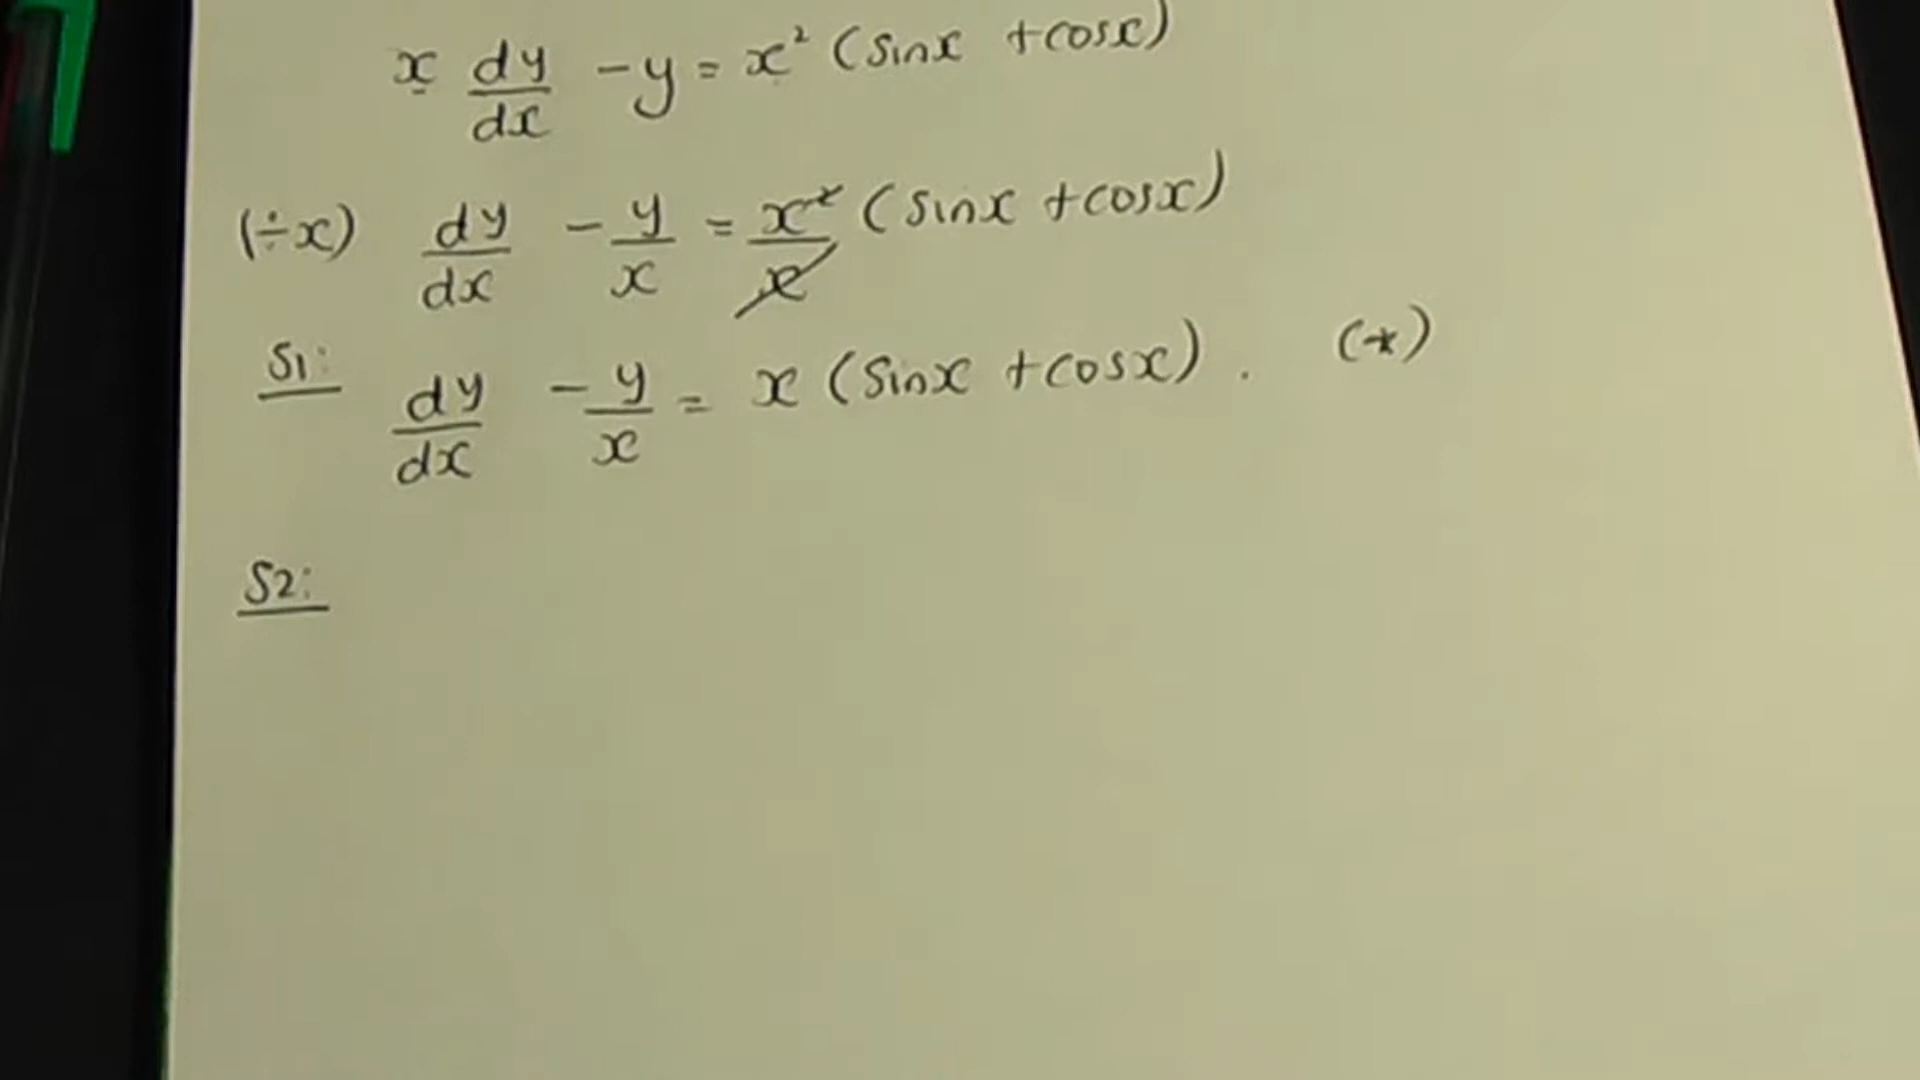 x dy/dx - y = x² (sinx + cosx)
(÷x) dy/dx - y/x = x²/x (sinx + cosx)
S1: dy/dx - y/x = x (sinx + cosx) . (*)
S2: